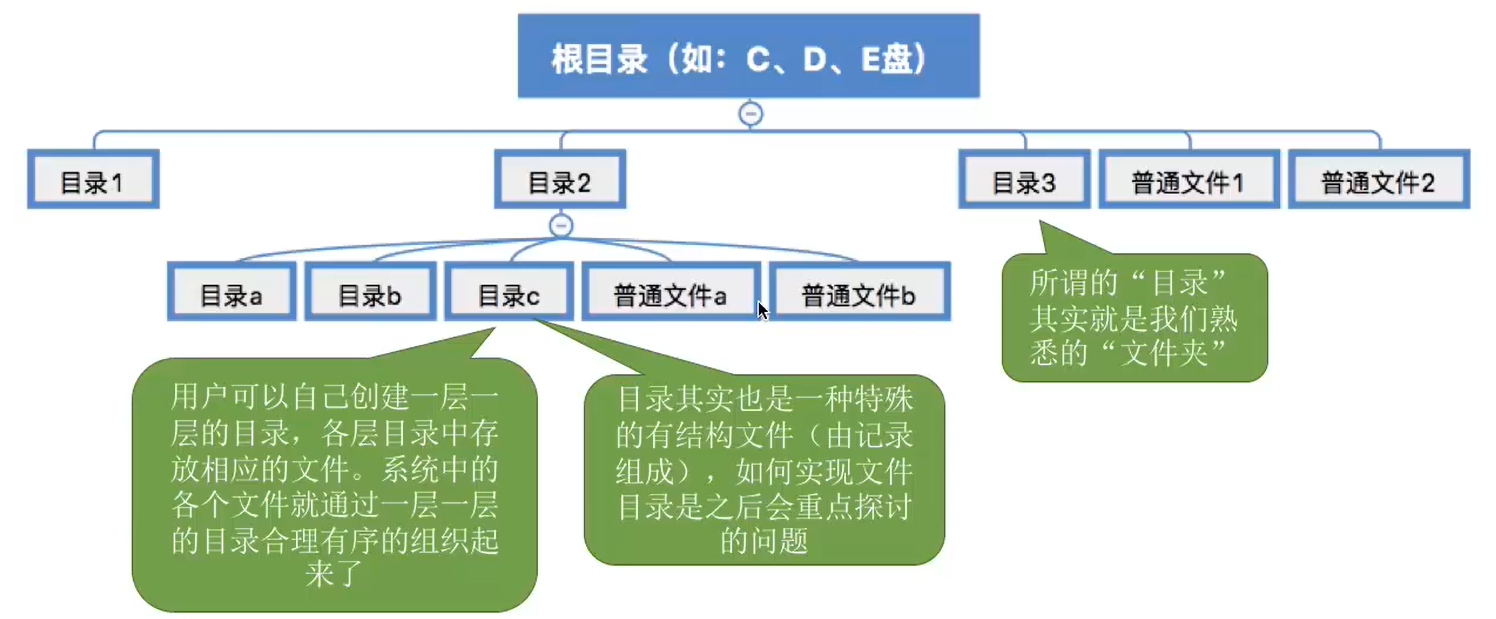 根目录（如：C、D、E盘）
目录1
目录2
目录3
普通文件1
普通文件2
目录a
目录b
目录c
普通文件a
普通文件b
所谓的“目录”
其实就是我们熟
悉的“文件夹”
用户可以自己创建一层一
层的目录，各层目录中存
放相应的文件。系统中的
各个文件就通过一层一层
的目录合理有序的组织起
来了
目录其实也是一种特殊
的有结构文件（由记录
组成），如何实现文件
目录是之后会重点探讨
的问题